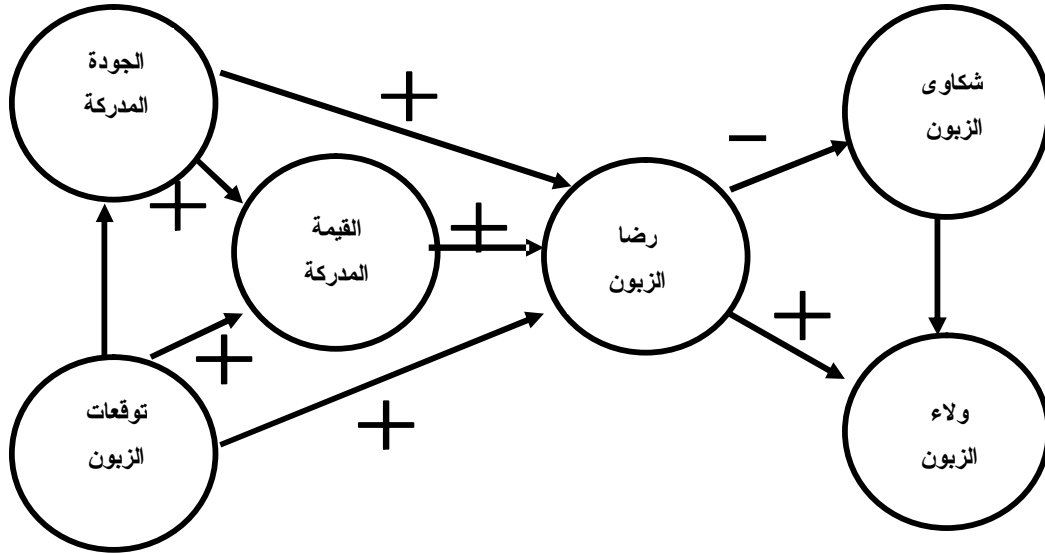 الجودة
المدركة
شكاوى
الزبون
+
+
−
القيمة
المدركة
+
رضا
الزبون
+
+
+
توقعات
الزبون
ولاء
الزبون